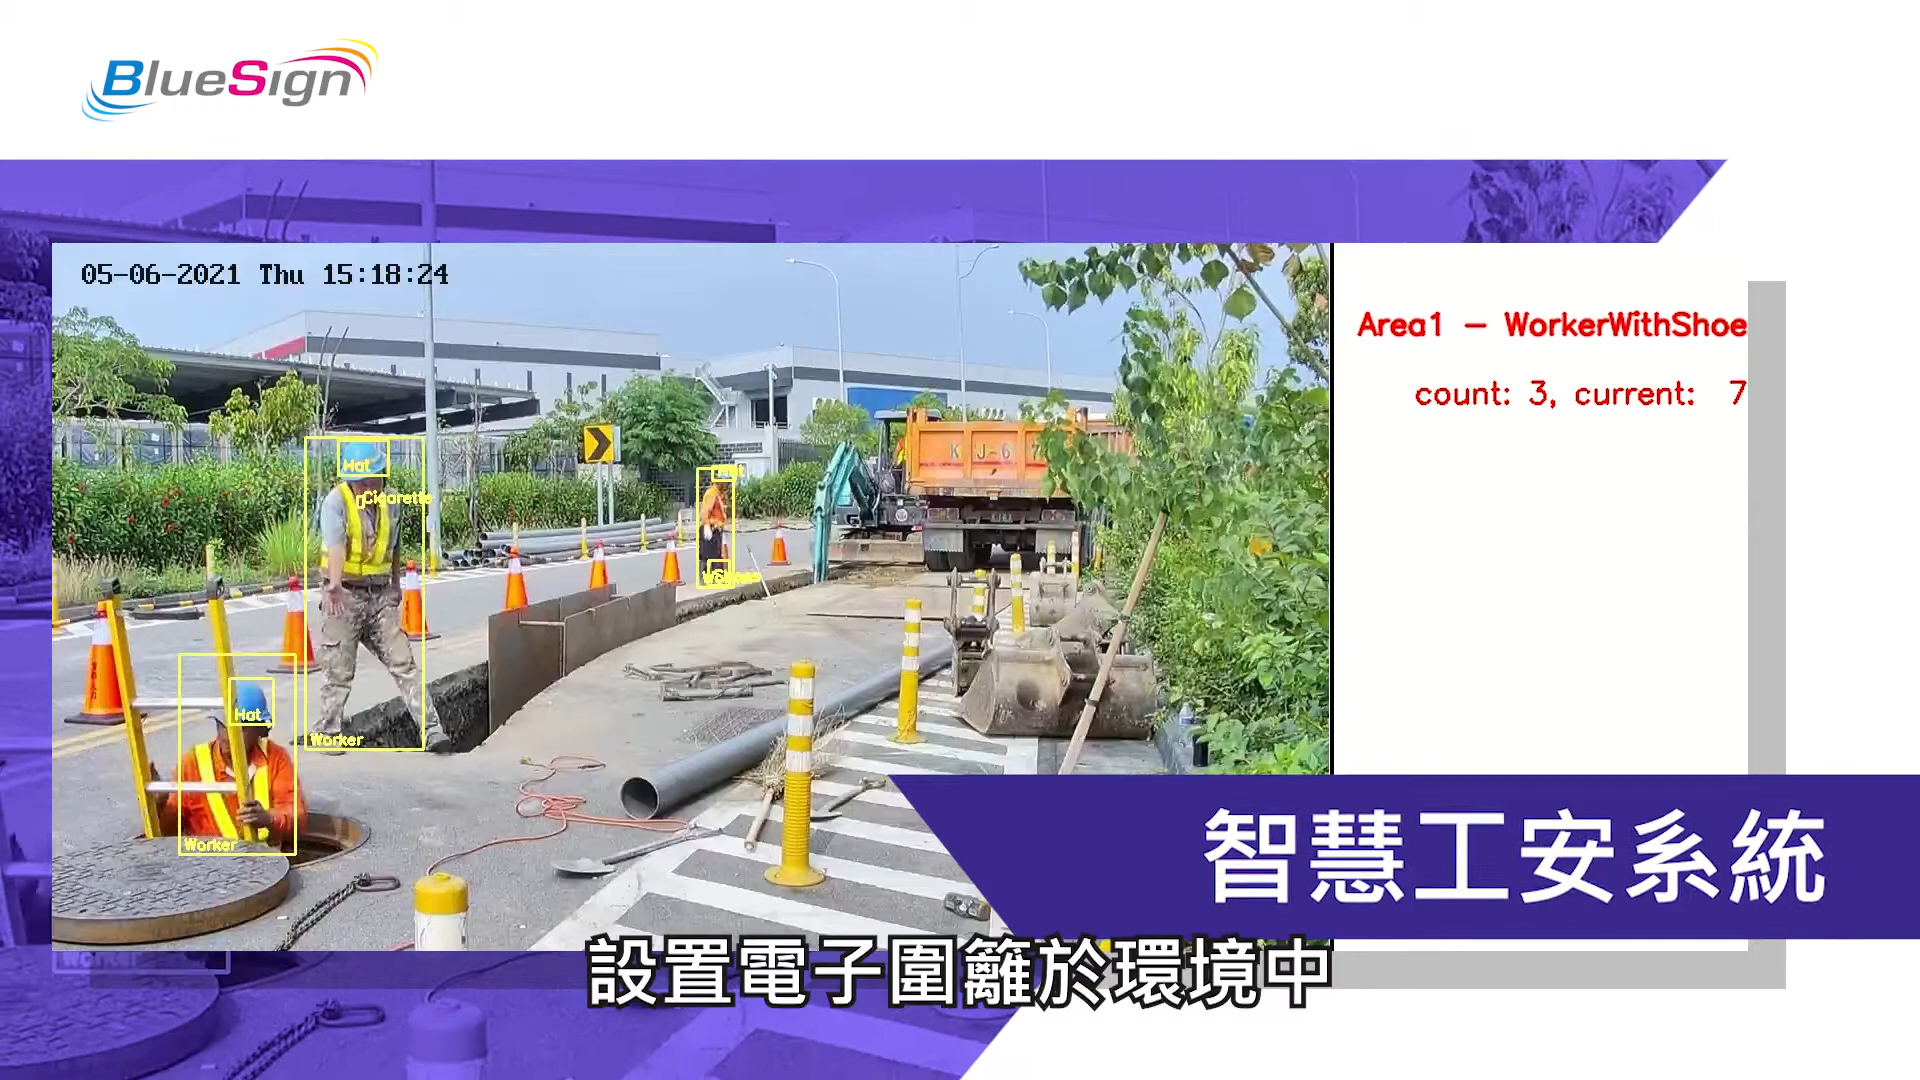 BlueSign
05-06-2021 Thu 15:18:24
Area1 - WorkerWithShoe
count: 3, current: 7
Hat
Cigarette
Worker
Hat
Worker
K J-6
智慧工安系統
設置電子圍籬於環境中